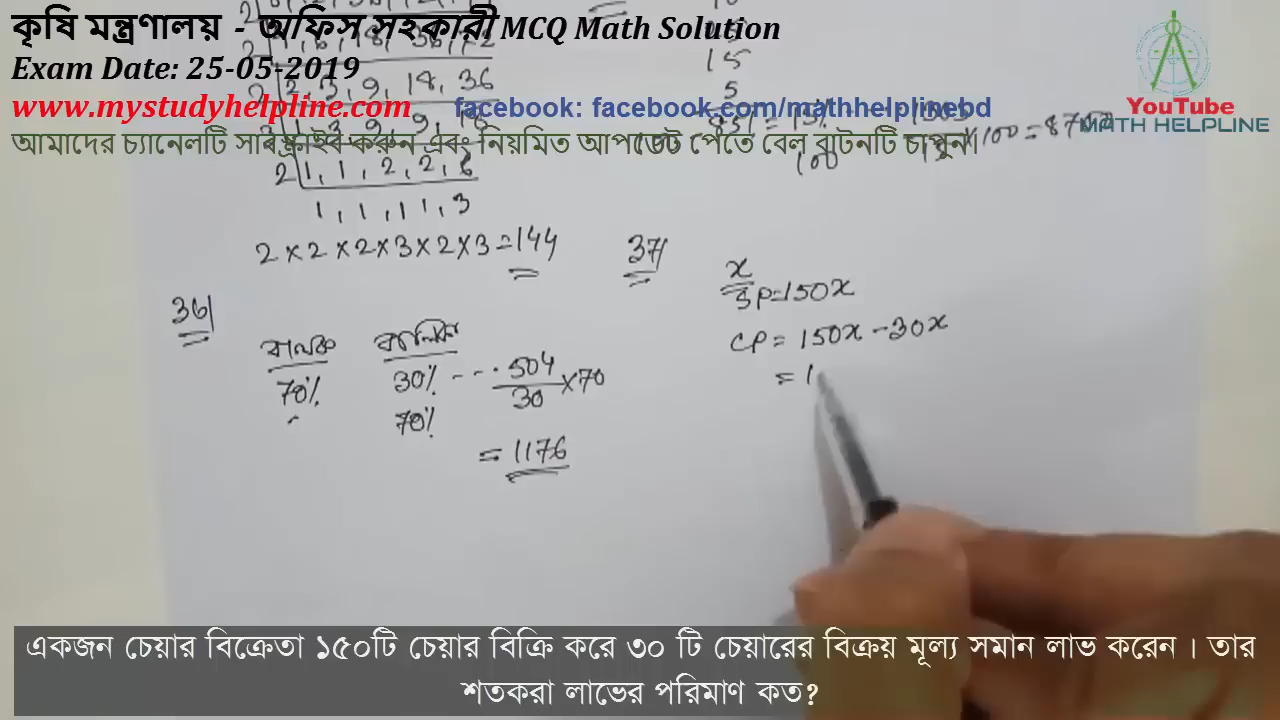 কৃষি মন্ত্রণালয় - অফিস সহকারী MCQ Math Solution
Exam Date: 25-05-2019
www.mystudyhelpline.com facebook: facebook.com/mathhelplinebd
YouTube
MATH HELPLINE
আমাদের চ্যানেলটি সাবস্ক্রাইব করুন এবং নিয়মিত আপডেট পেতে বেল বাটনটি চাপুন।
15
5
2, 3, 9, 18, 36
100
2 1, 1, 2, 2, 6
1, 1, 1, 1, 3
2 × 2 × 2 × 3 × 2 × 3 = 144
36|
বালক বালিকা
70% 30% --- 504/30 × 70
70%
= 1176
37|
x
SP = 150x
CP = 150x - 30x
= 1
একজন চেয়ার বিক্রেতা ১৫০টি চেয়ার বিক্রি করে ৩০ টি চেয়ারের বিক্রয় মূল্য সমান লাভ করেন । তার
শতকরা লাভের পরিমাণ কত?